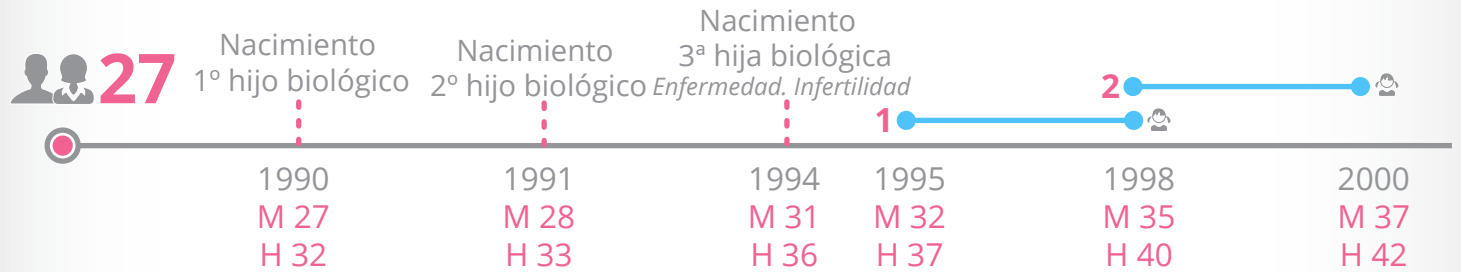 27
Nacimiento
1º hijo biológico
Nacimiento
2º hijo biológico
Nacimiento
3ª hija biológica
Enfermedad. Infertilidad
1
2
1990
M 27
H 32
1991
M 28
H 33
1994
M 31
H 36
1995
M 32
H 37
1998
M 35
H 40
2000
M 37
H 42